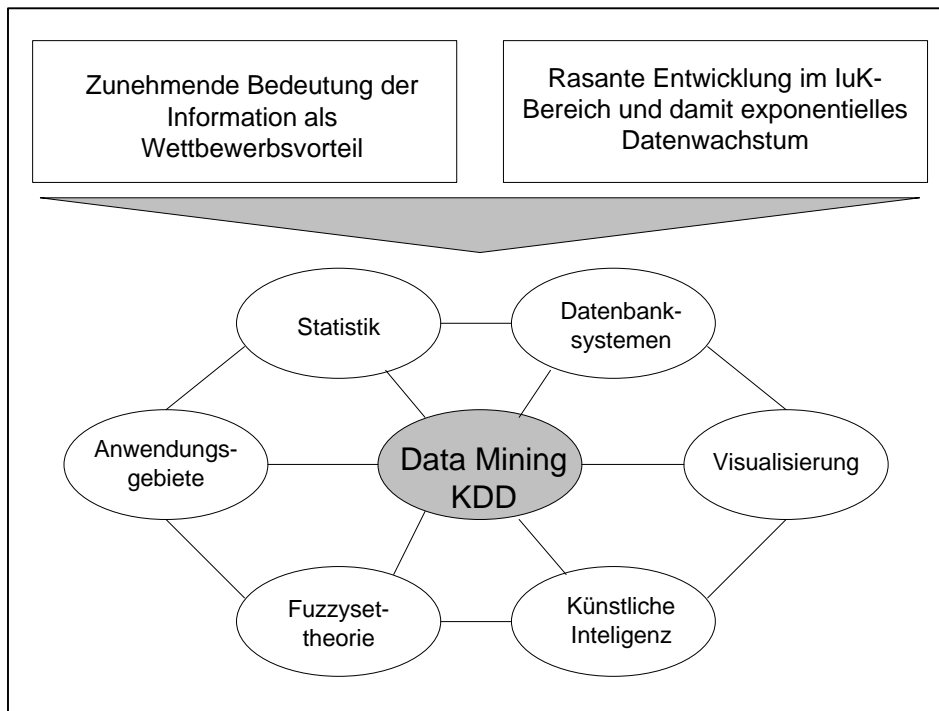 Zunehmende Bedeutung der
Information als
Wettbewerbsvorteil
Rasante Entwicklung im IuK-
Bereich und damit exponentielles
Datenwachstum
Statistik
Datenbank-
systemen
Anwendungs-
gebiete
Data Mining
KDD
Visualisierung
Fuzzyset-
theorie
Künstliche
Inteligenz